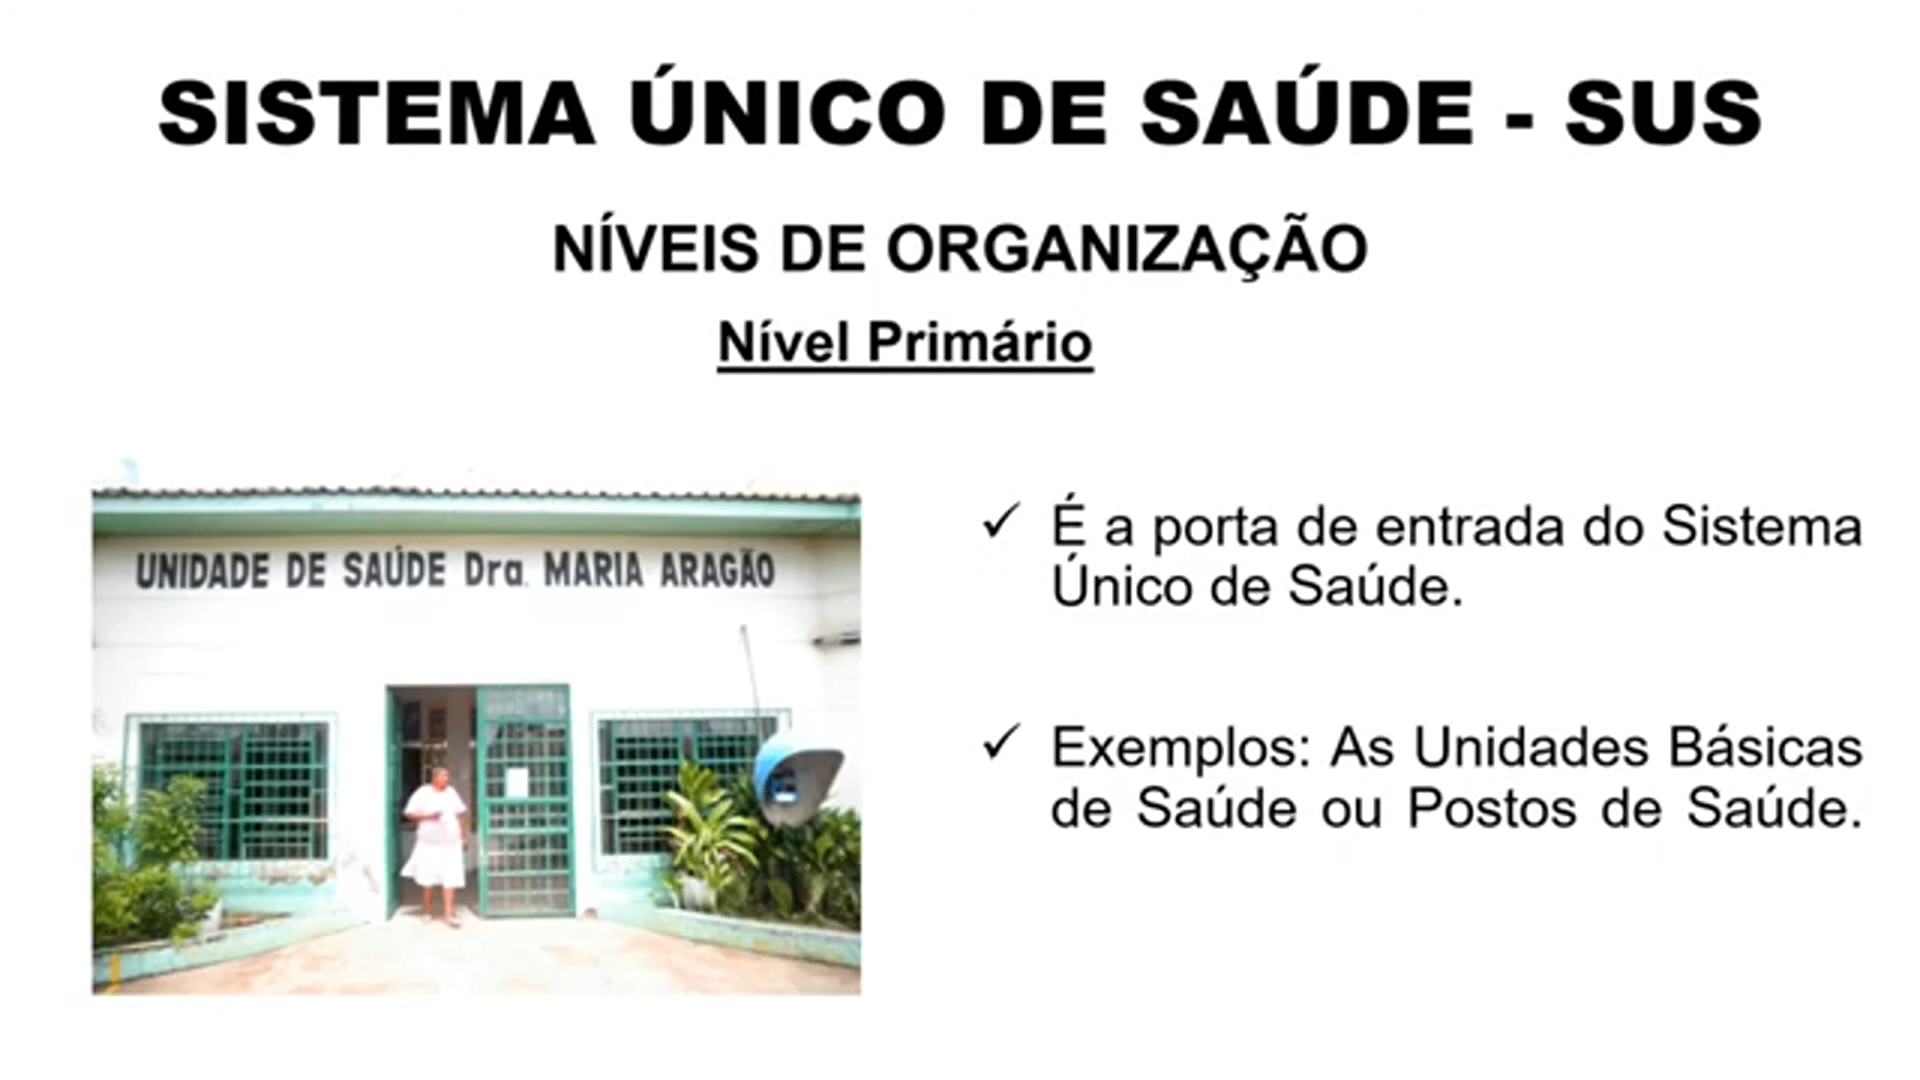 SISTEMA ÚNICO DE SAÚDE - SUS
NÍVEIS DE ORGANIZAÇÃO
Nível Primário
UNIDADE DE SAÚDE Dra. MARIA ARAGÃO
✓ É a porta de entrada do Sistema
Único de Saúde.
✓ Exemplos: As Unidades Básicas
de Saúde ou Postos de Saúde.